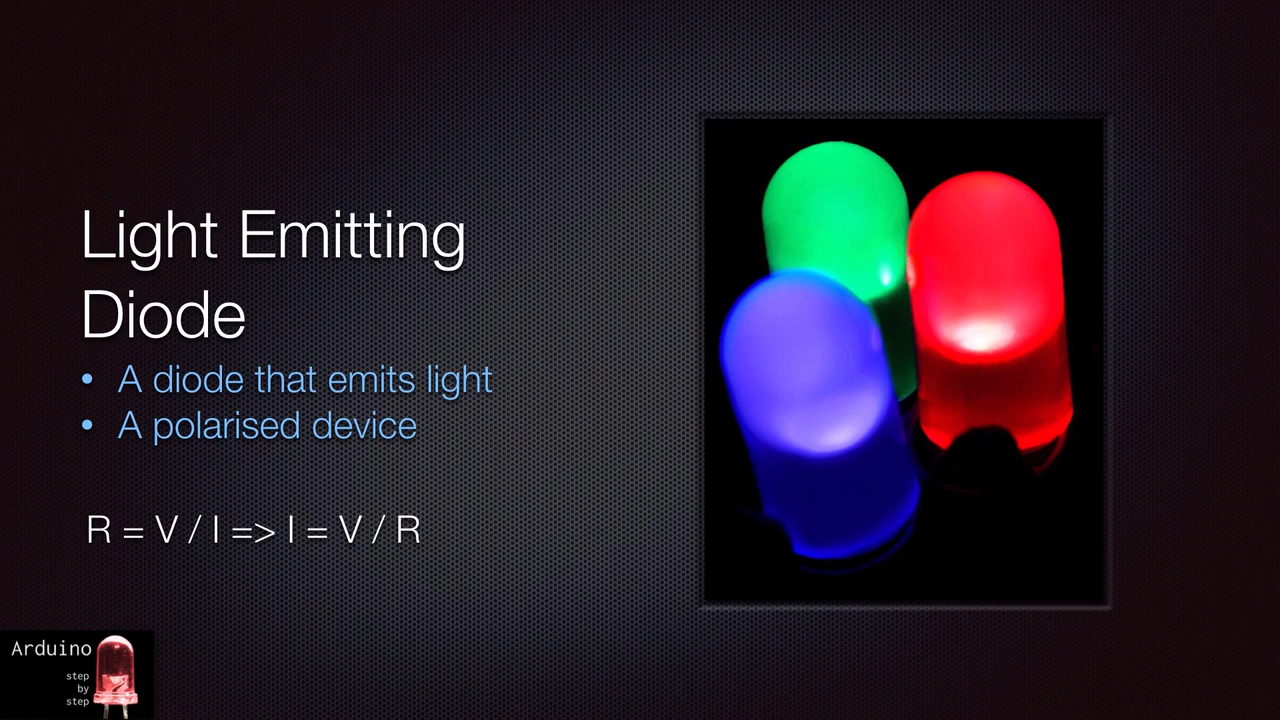 Light Emitting
Diode
• A diode that emits light
• A polarised device
R = V / I => I = V / R
Arduino
step
by
step